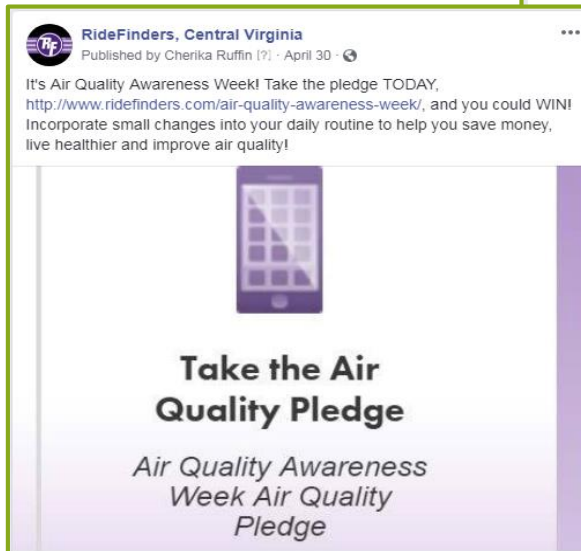 RF
RideFinders, Central Virginia
Published by Cherika Ruffin [?] · April 30 ·
It's Air Quality Awareness Week! Take the pledge TODAY,
http://www.ridefinders.com/air-quality-awareness-week/, and you could WIN!
Incorporate small changes into your daily routine to help you save money,
live healthier and improve air quality!
Take the Air
Quality Pledge
Air Quality Awareness
Week Air Quality
Pledge